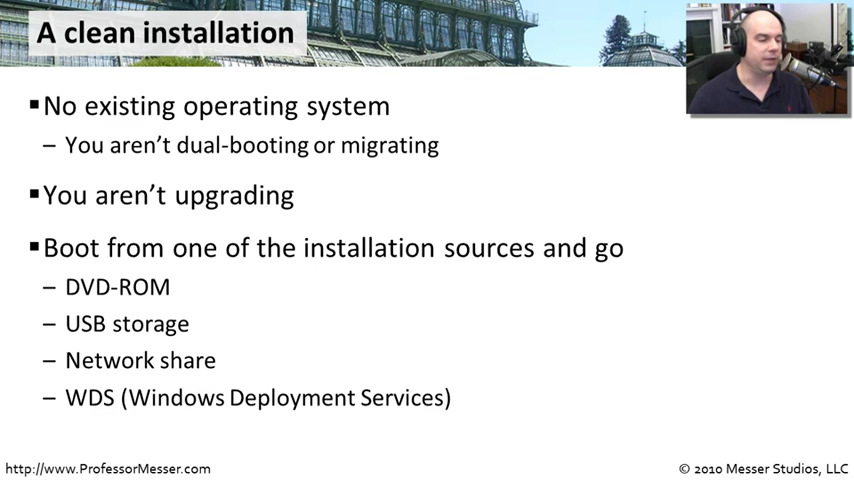 A clean installation
▪No existing operating system
– You aren't dual-booting or migrating
▪You aren't upgrading
▪Boot from one of the installation sources and go
– DVD-ROM
– USB storage
– Network share
– WDS (Windows Deployment Services)
http://www.ProfessorMesser.com
© 2010 Messer Studios, LLC